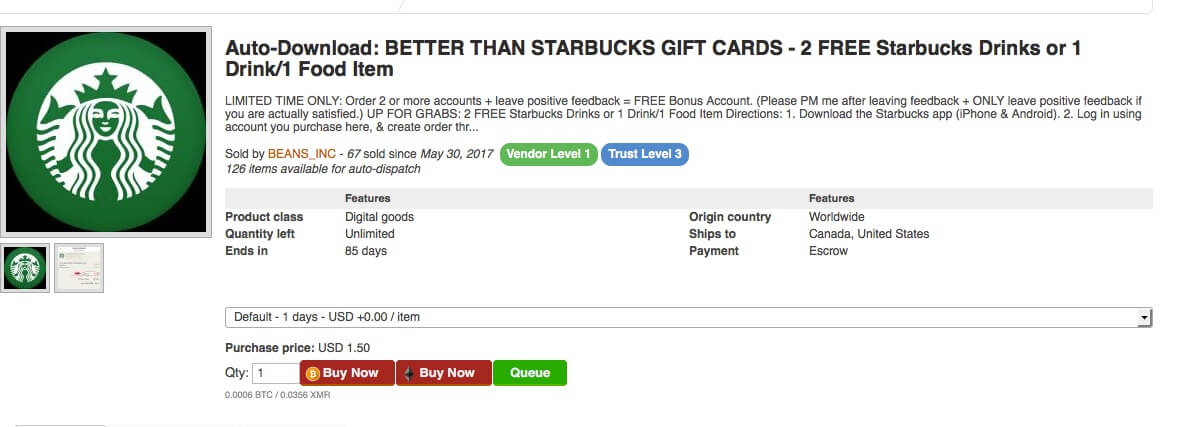 Auto-Download: BETTER THAN STARBUCKS GIFT CARDS - 2 FREE Starbucks Drinks or 1
Drink/1 Food Item
LIMITED TIME ONLY: Order 2 or more accounts + leave positive feedback = FREE Bonus Account. (Please PM me after leaving feedback + ONLY leave positive feedback if
you are actually satisfied.) UP FOR GRABS: 2 FREE Starbucks Drinks or 1 Drink/1 Food Item Directions: 1. Download the Starbucks app (iPhone & Android). 2. Log in using
account you purchase here, & create order thr...
Sold by BEANS_INC - 67 sold since May 30, 2017 Vendor Level 1 Trust Level 3
126 items available for auto-dispatch
Features Features
Product class Digital goods Origin country Worldwide
Quantity left Unlimited Ships to Canada, United States
Ends in 85 days Payment Escrow
Default - 1 days - USD +0.00 / item
Purchase price: USD 1.50
Qty: 1 Buy Now Buy Now Queue
0.0006 BTC / 0.0356 XMR